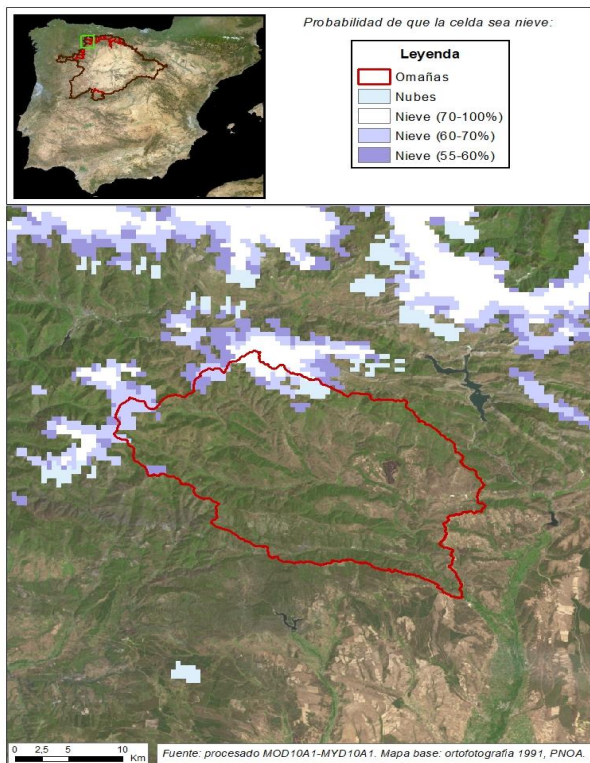 Probabilidad de que la celda sea nieve:
Leyenda
Omañas
Nubes
Nieve (70-100%)
Nieve (60-70%)
Nieve (55-60%)
0 2,5 5 10
Km
Fuente: procesado MOD10A1-MYD10A1. Mapa base: ortofotografía 1991, PNOA.